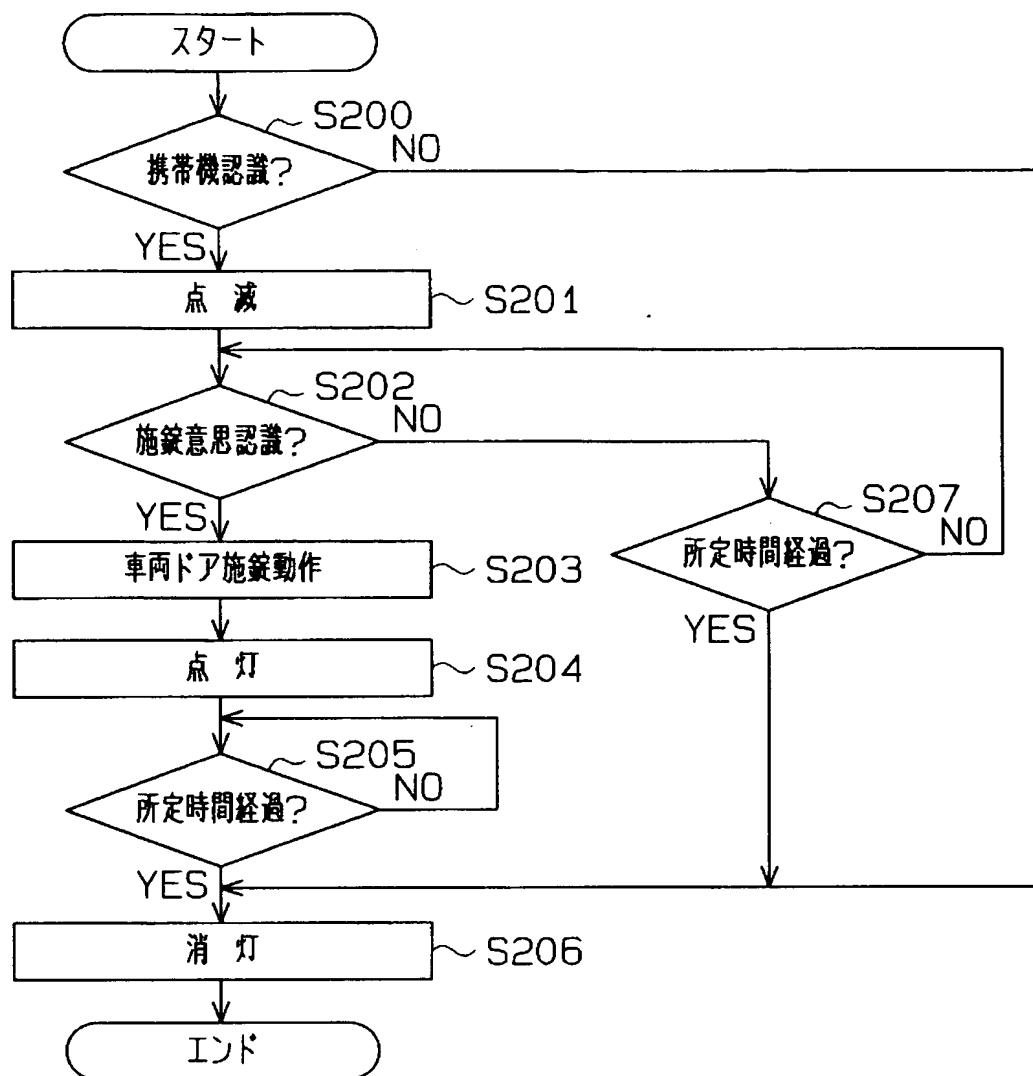 スタート
S200
携帯機認識?
NO
YES
点 滅
S201
S202
施錠意思認識?
NO
YES
S207
所定時間経過?
NO
YES
車両ドア施錠動作
S203
点 灯
S204
S205
所定時間経過?
NO
YES
消 灯
S206
エンド